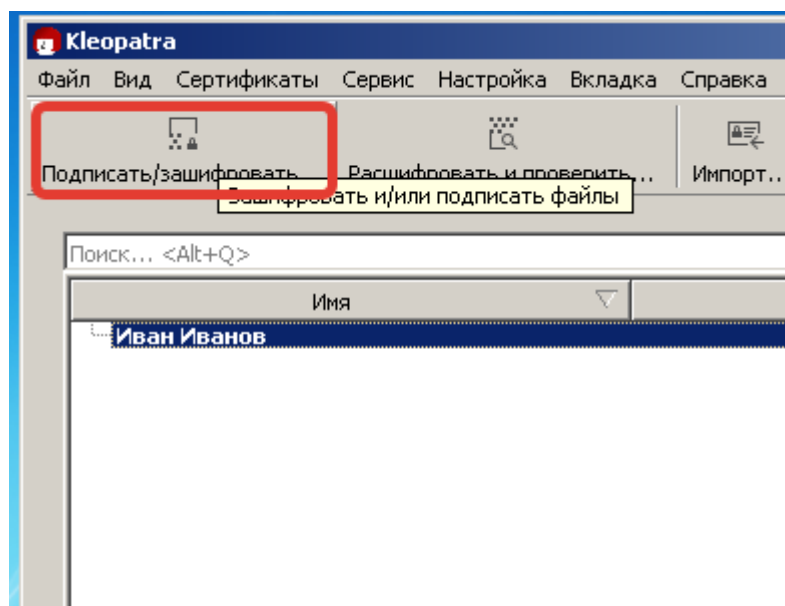 Kleopatra
Файл Вид Сертификаты Сервис Настройка Вкладка Справка
Подписать/зашифровать... Расшифровать и проверить... Импорт...
Зашифровать и/или подписать файлы
Поиск... <Alt+Q>
Имя
Иван Иванов